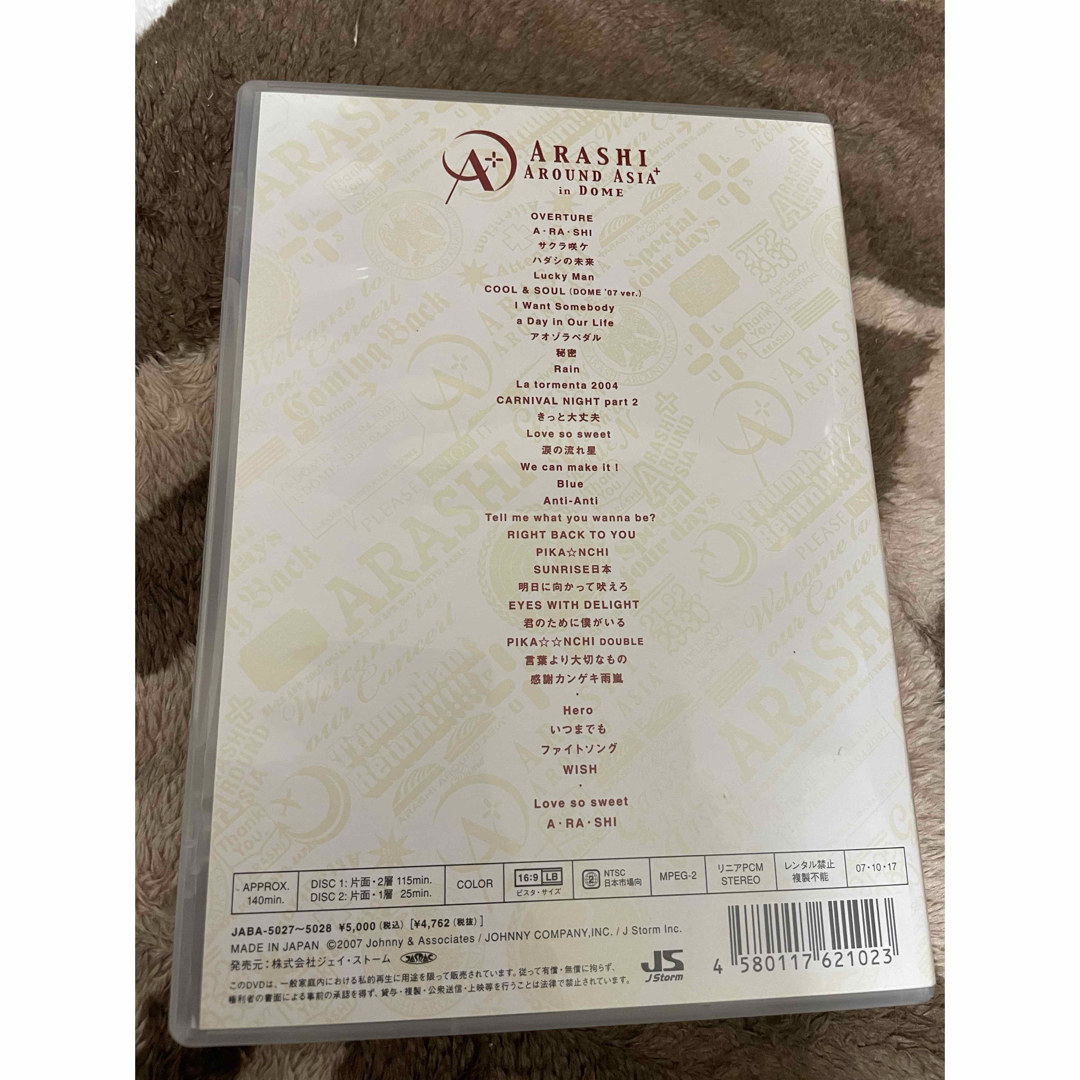 ARASHI
AROUND ASIA+
in DOME
OVERTURE
A・RA・SHI
サクラ咲ケ
ハダシの未来
Lucky Man
COOL & SOUL (DOME '07 ver.)
I Want Somebody
a Day in Our Life
アオゾラペダル
秘密
Rain
La tormenta 2004
CARNIVAL NIGHT part 2
きっと大丈夫
Love so sweet
涙の流れ星
We can make it！
Blue
Anti-Anti
Tell me what you wanna be?
RIGHT BACK TO YOU
PIKA☆NCHI
SUNRISE日本
明日に向かって吠えろ
EYES WITH DELIGHT
君のために僕がいる
PIKA☆☆NCHI DOUBLE
言葉より大切なもの
感謝カンゲキ雨嵐
・
Hero
いつまでも
ファイトソング
WISH
・
Love so sweet
A・RA・SHI
APPROX.
140min.
DISC 1: 片面・2層 115min.
DISC 2: 片面・1層 25min.
COLOR
16:9 LB
ビスタ・サイズ
2
NTSC
日本市場向
MPEG-2
リニアPCM
STEREO
レンタル禁止
複製不能
07・10・17
JABA-5027〜5028 ¥5,000 (税込) [¥4,762 (税抜)]
MADE IN JAPAN ©2007 Johnny & Associates / JOHNNY COMPANY,INC. / J Storm Inc.
発売元：株式会社ジェイ・ストーム JASRAC
このDVDは、一般家庭内における私的再生に用途を限って販売されています。従って有償・無償に拘らず、
権利者の書面による事前の承諾を得ず、貸与・複製・公衆送信・上映等を行うことは法律で禁止されています。
JS
J Storm
4 580117 621023